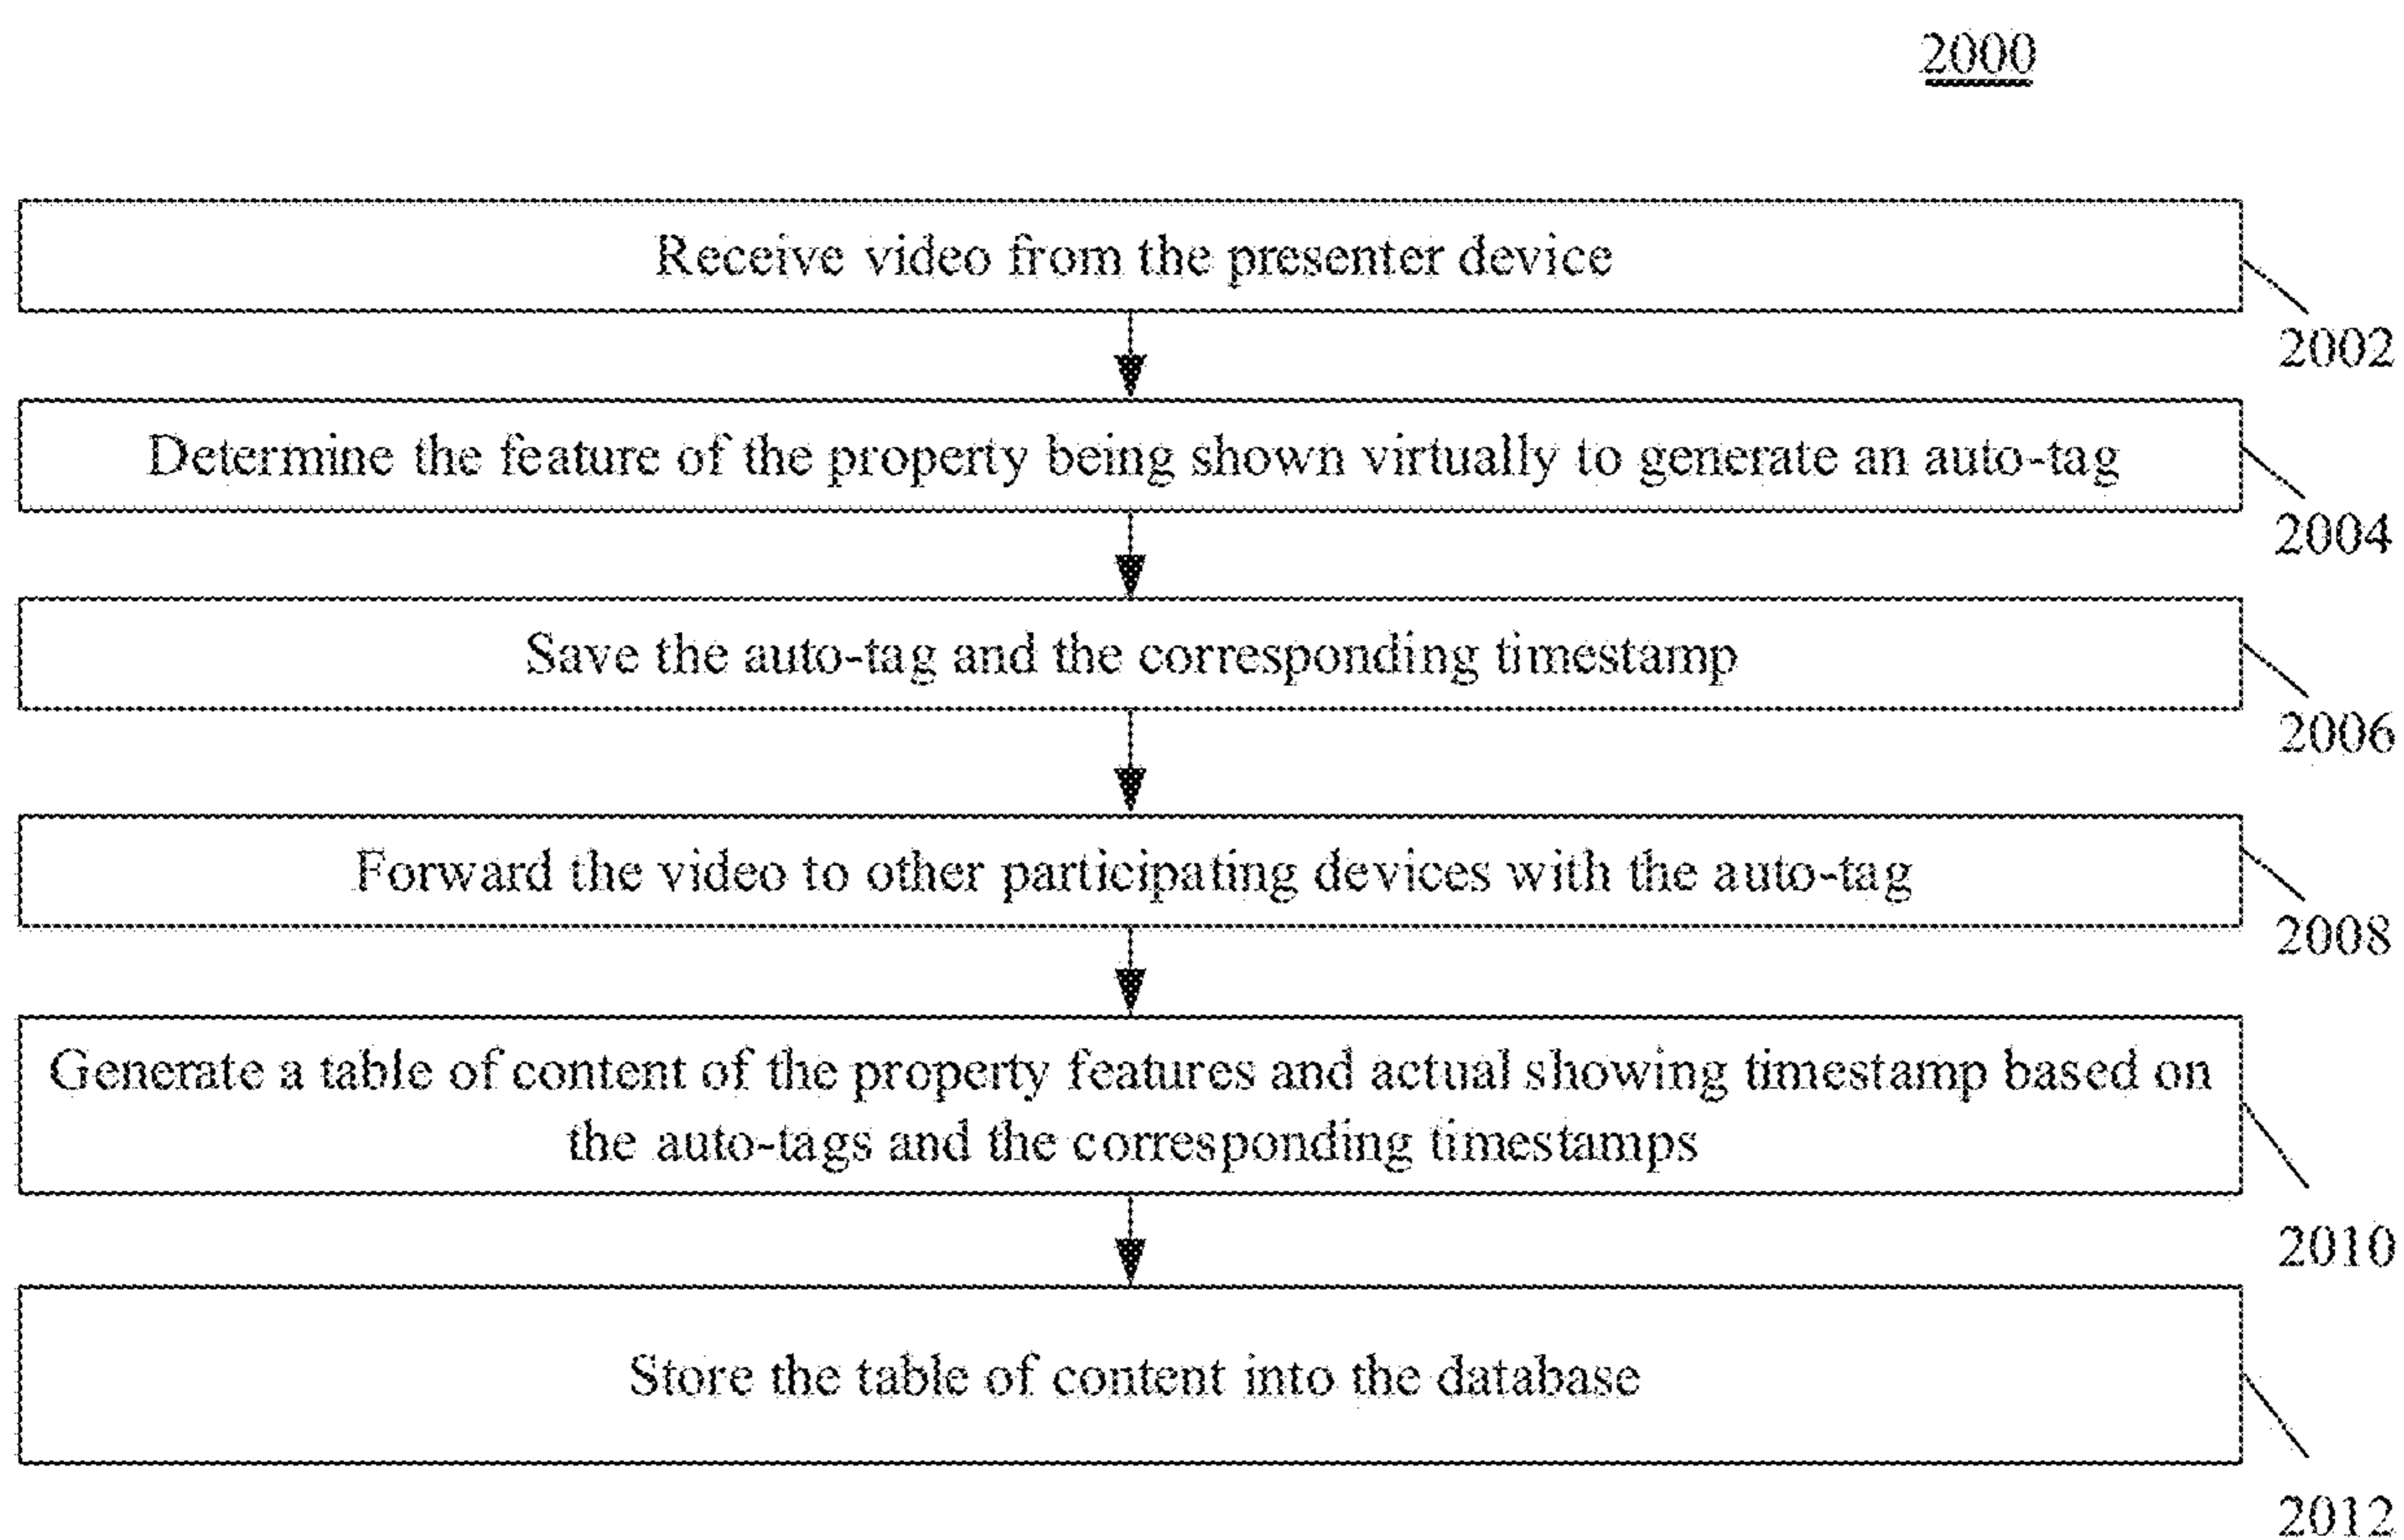 2000
Receive video from the presenter device
2002
Determine the feature of the property being shown virtually to generate an auto-tag
2004
Save the auto-tag and the corresponding timestamp
2006
Forward the video to other participating devices with the auto-tag
2008
Generate a table of content of the property features and actual showing timestamp based on
the auto-tags and the corresponding timestamps
2010
Store the table of content into the database
2012